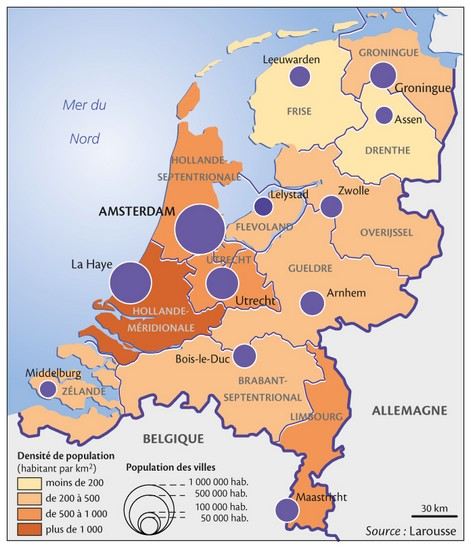 Mer du
Nord
Leeuwarden
GRONINGUE
Groningue
FRISE
Assen
DRENTHE
HOLLANDE-
SEPTENTRIONALE
Lelystad
Zwolle
AMSTERDAM
FLEVOLAND
OVERIJSSEL
La Haye
UTRECHT
GUELDRE
Utrecht
Arnhem
HOLLANDE-
MÉRIDIONALE
Bois-le-Duc
Middelburg
ZÉLANDE
BRABANT-
SEPTENTRIONAL
LIMBOURG
ALLEMAGNE
BELGIQUE
Maastricht
Densité de population
(habitant par km²)
moins de 200
de 200 à 500
de 500 à 1 000
plus de 1 000
Population des villes
1 000 000 hab.
500 000 hab.
100 000 hab.
50 000 hab.
30 km
Source : Larousse